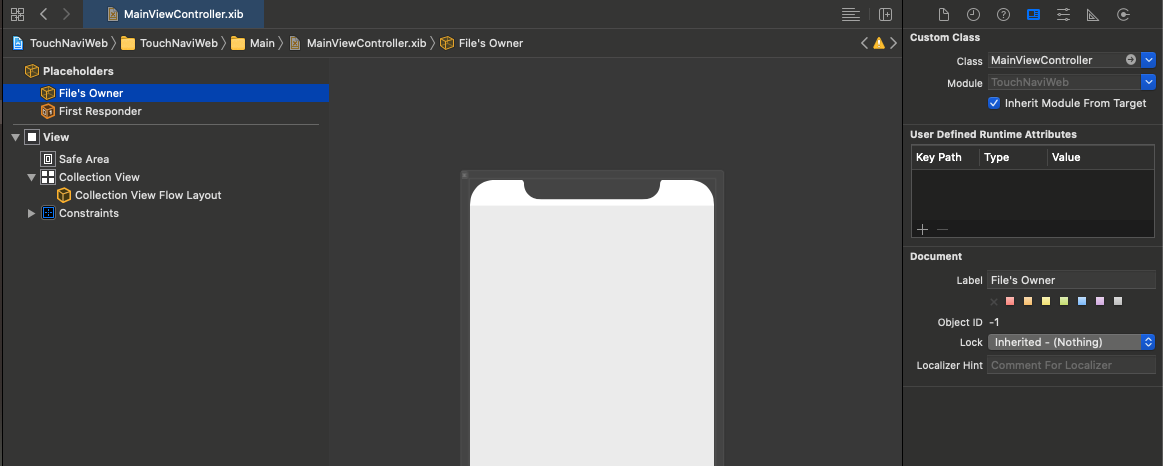 MainViewController.xib
TouchNaviWeb
TouchNaviWeb
Main
MainViewController.xib
File's Owner
Placeholders
File's Owner
First Responder
View
Safe Area
Collection View
Collection View Flow Layout
Constraints
Custom Class
Class MainViewController
Module TouchNaviWeb
Inherit Module From Target
User Defined Runtime Attributes
Key Path Type Value
Document
Label File's Owner
Object ID -1
Lock Inherited - (Nothing)
Localizer Hint Comment For Localizer